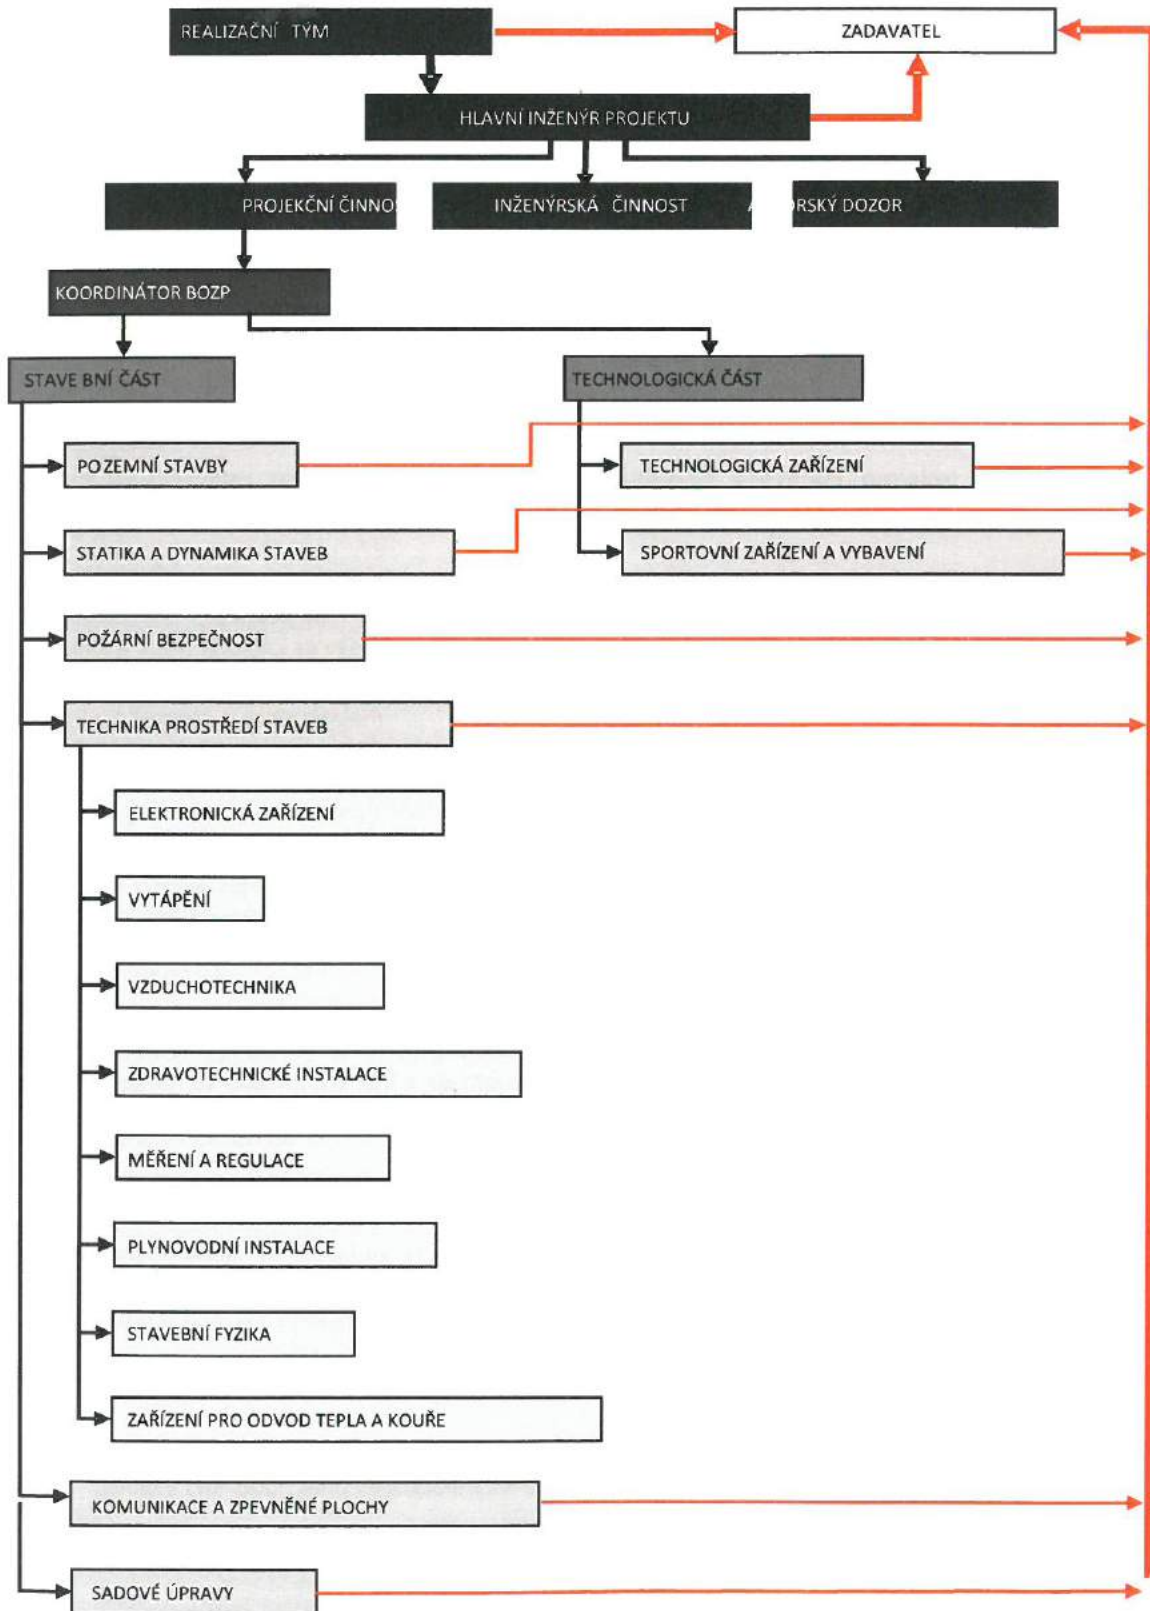 REALIZAČNÍ TÝM
ZADAVATEL
HLAVNÍ INŽENÝR PROJEKTU
PROJEKČNÍ ČINNOS
INŽENÝRSKÁ ČINNOST
A ORSKÝ DOZOR
KOORDINÁTOR BOZP
STAVE BNÍ ČÁST
TECHNOLOGICKÁ ČÁST
POZEMNÍ STAVBY
TECHNOLOGICKÁ ZAŘÍZENÍ
STATIKA A DYNAMIKA STAVEB
SPORTOVNÍ ZAŘÍZENÍ A VYBAVENÍ
POŽÁRNÍ BEZPEČNOST
TECHNIKA PROSTŘEDÍ STAVEB
ELEKTRONICKÁ ZAŘÍZENÍ
VYTÁPĚNÍ
VZDUCHOTECHNIKA
ZDRAVOTECHNICKÉ INSTALACE
MĚŘENÍ A REGULACE
PLYNOVODNÍ INSTALACE
STAVEBNÍ FYZIKA
ZAŘÍZENÍ PRO ODVOD TEPLA A KOUŘE
KOMUNIKACE A ZPEVNĚNÉ PLOCHY
SADOVÉ ÚPRAVY